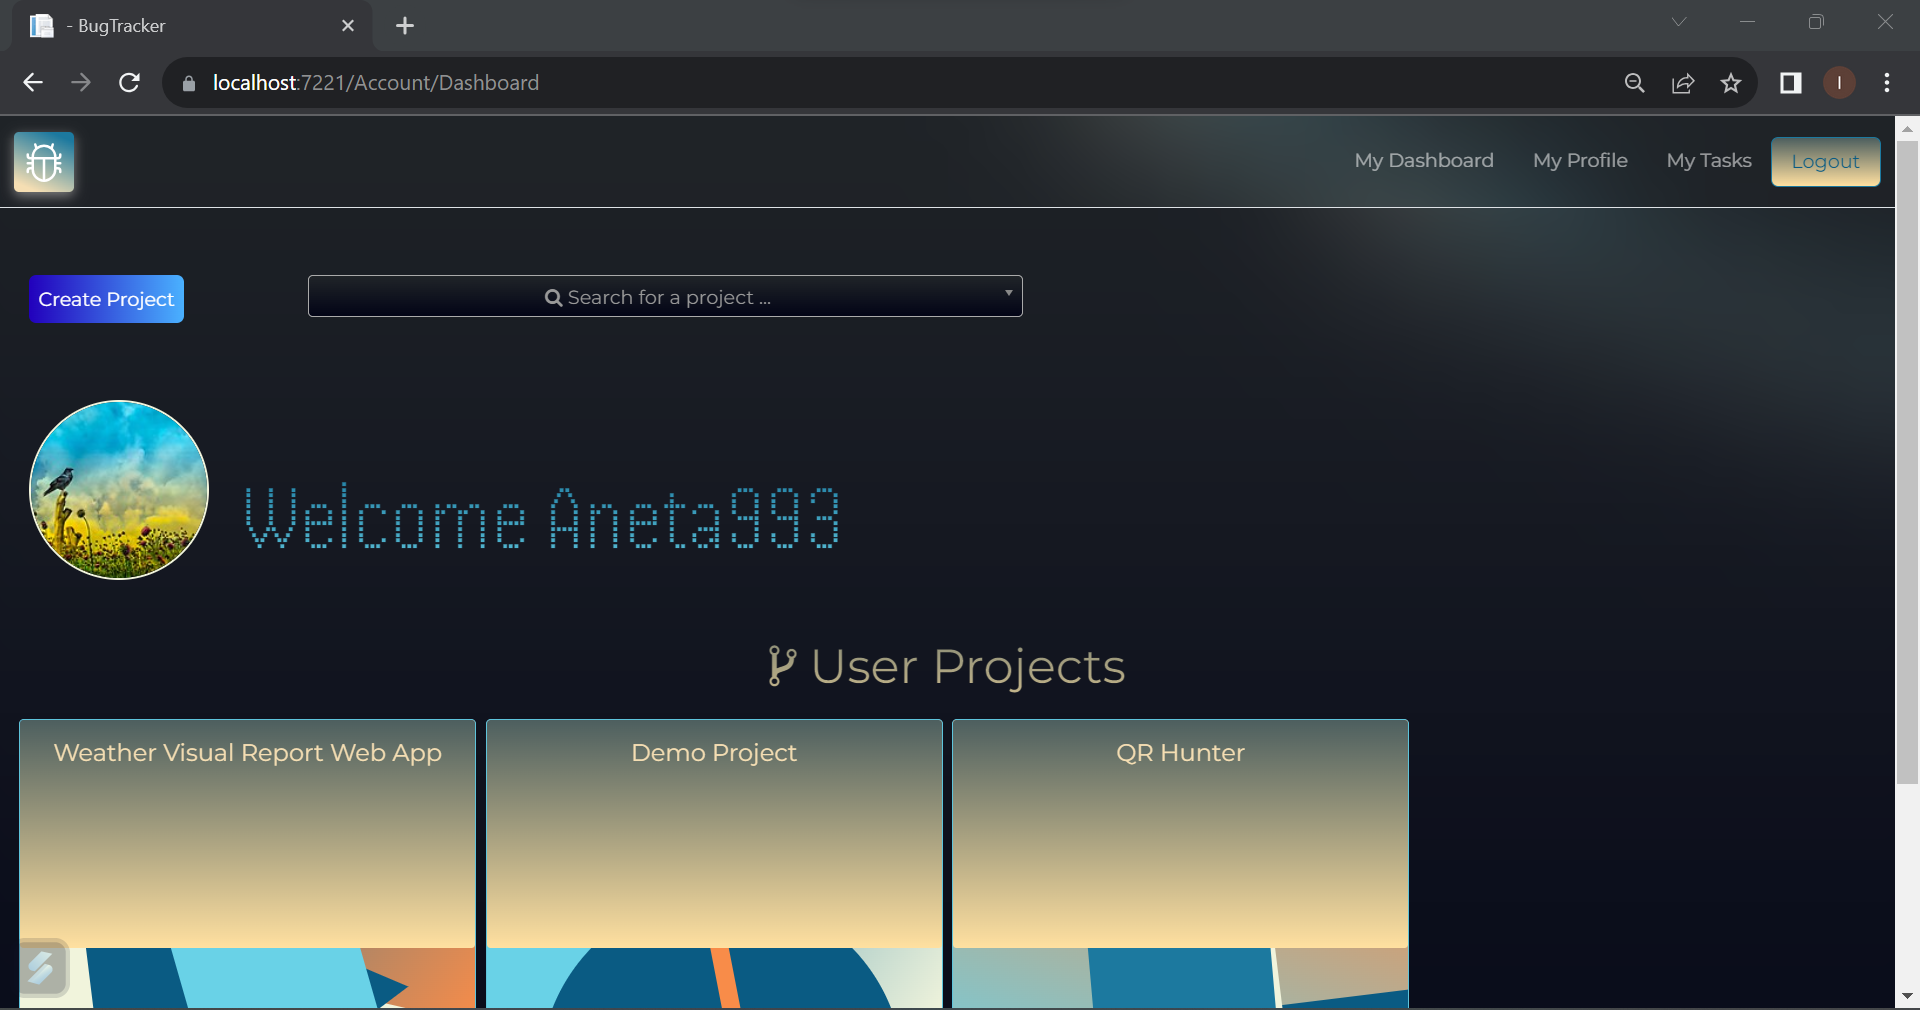 - BugTracker
localhost:7221/Account/Dashboard
I
My Dashboard My Profile My Tasks Logout
Create Project
Search for a project ...
Welcome Aneta993
User Projects
Weather Visual Report Web App
Demo Project
QR Hunter